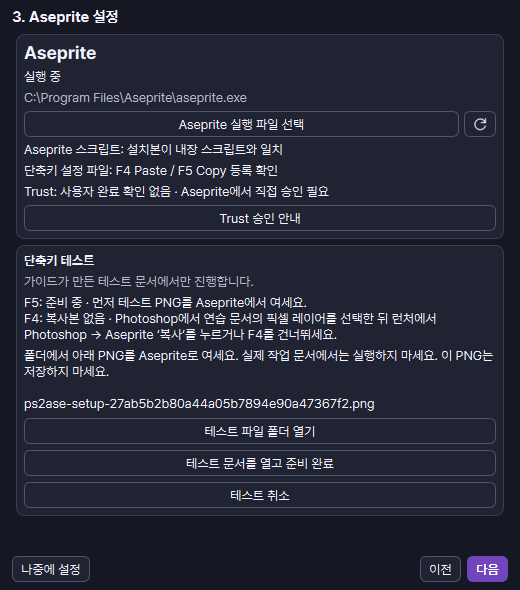 3. Aseprite 설정
Aseprite
실행 중
C:\Program Files\Aseprite\aseprite.exe
Aseprite 실행 파일 선택
Aseprite 스크립트: 설치본이 내장 스크립트와 일치
단축키 설정 파일: F4 Paste / F5 Copy 등록 확인
Trust: 사용자 완료 확인 없음 · Aseprite에서 직접 승인 필요
Trust 승인 안내
단축키 테스트
가이드가 만든 테스트 문서에서만 진행합니다.
F5: 준비 중 · 먼저 테스트 PNG를 Aseprite에서 여세요.
F4: 복사본 없음 · Photoshop에서 연습 문서의 픽셀 레이어를 선택한 뒤 런처에서
Photoshop → Aseprite ‘복사’를 누르거나 F4를 건너뛰세요.
폴더에서 아래 PNG를 Aseprite로 여세요. 실제 작업 문서에서는 실행하지 마세요. 이 PNG는
저장하지 마세요.
ps2ase-setup-27ab5b2b80a44a05b7894e90a47367f2.png
테스트 파일 폴더 열기
테스트 문서를 열고 준비 완료
테스트 취소
나중에 설정
이전
다음